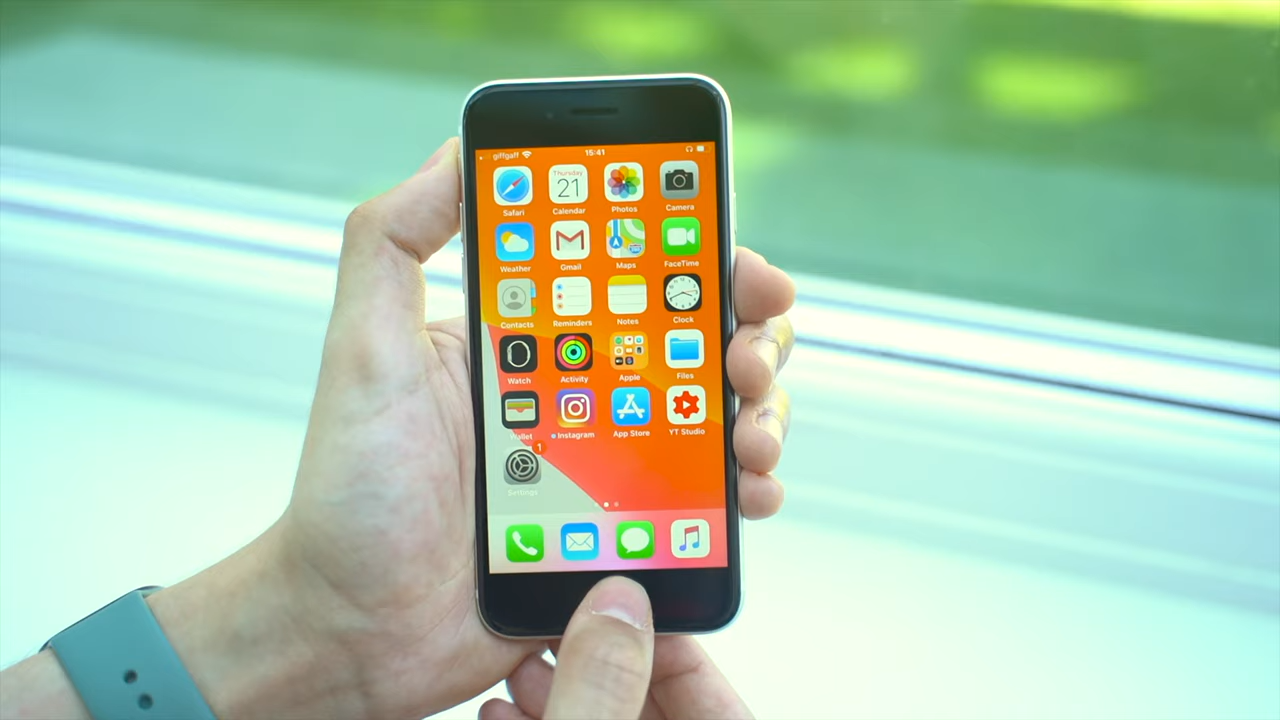 giffgaff 15:41
Thursday
21
Safari Calendar Photos Camera
Weather Gmail Maps FaceTime
Contacts Reminders Notes Clock
Watch Activity Apple Files
Wallet Instagram App Store YT Studio
1
Settings